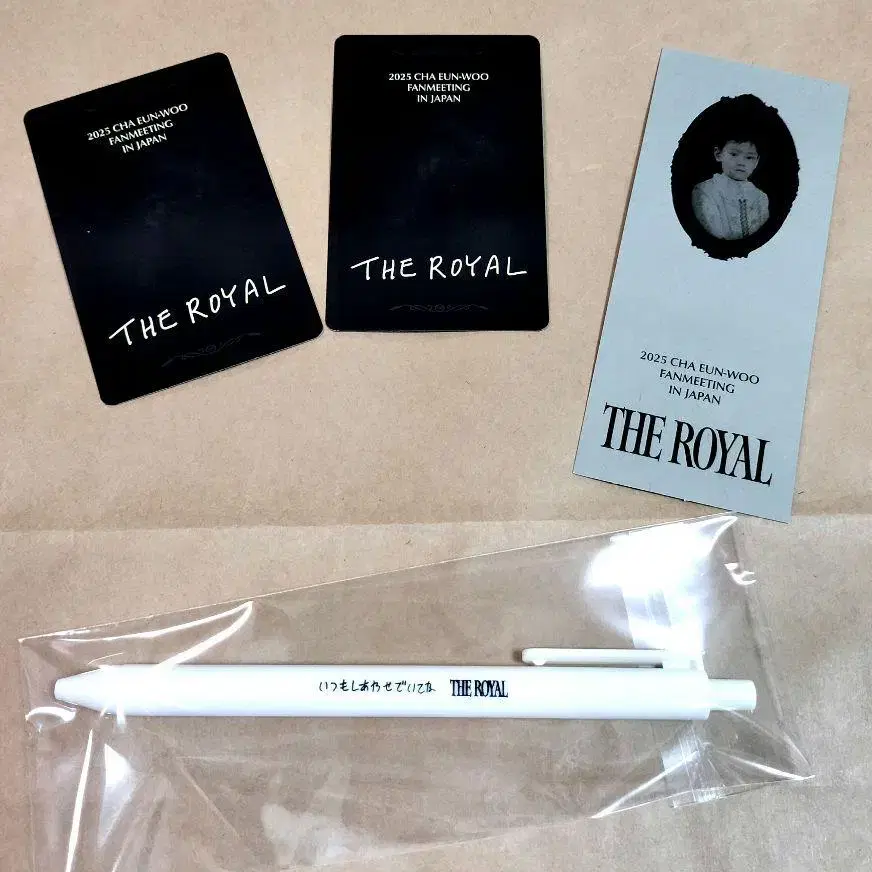 2025 CHA EUN-WOO
FANMEETING
IN JAPAN
THE ROYAL
2025 CHA EUN-WOO
FANMEETING
IN JAPAN
THE ROYAL
2025 CHA EUN-WOO
FANMEETING
IN JAPAN
THE ROYAL
いつもしあわせでいてね THE ROYAL